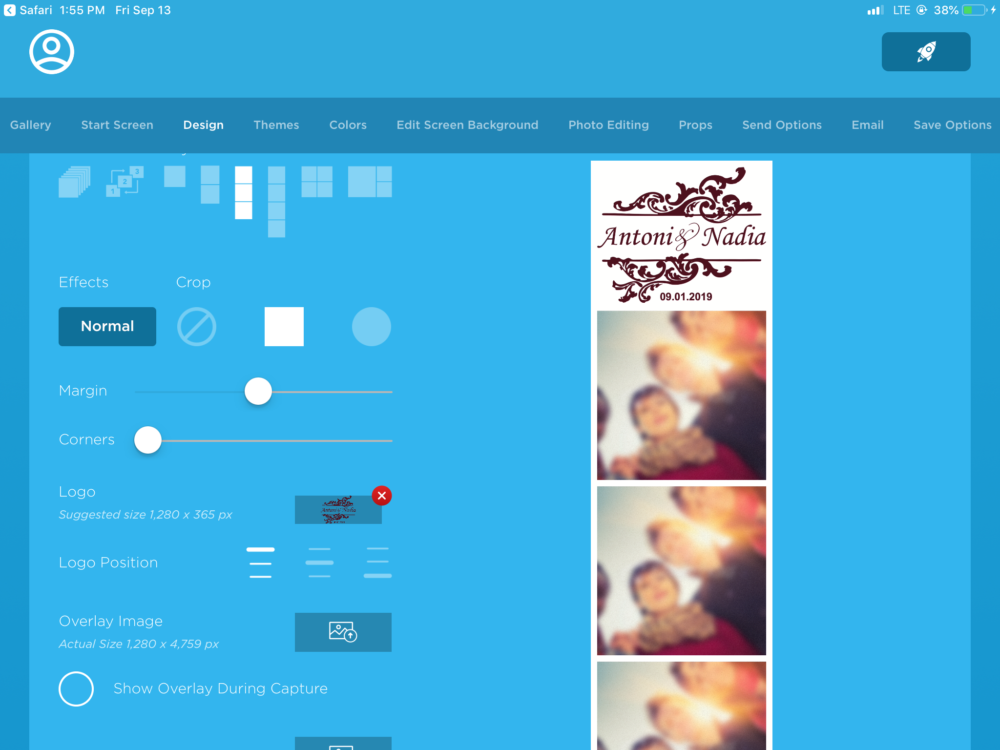 Safari 1:55 PM Fri Sep 13 LTE 38%
Gallery Start Screen Design Themes Colors Edit Screen Background Photo Editing Props Send Options Email Save Options
1 2 3
Effects Crop
Normal
Margin
Corners
Logo
Suggested size 1,280 x 365 px
Antoni & Nadia
Logo Position
Overlay Image
Actual Size 1,280 x 4,759 px
Show Overlay During Capture
Antoni & Nadia
09.01.2019